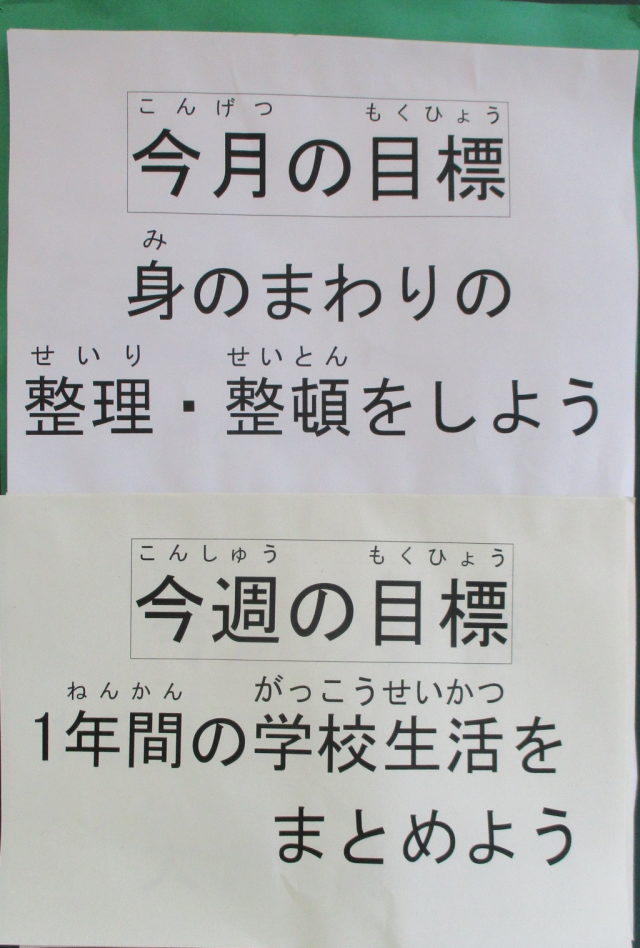 こんげつ　もくひょう
今月の目標
み
身のまわりの
せいり　せいとん
整理・整頓をしよう
こんしゅう　もくひょう
今週の目標
ねんかん　がっこうせいかつ
1年間の学校生活を
まとめよう